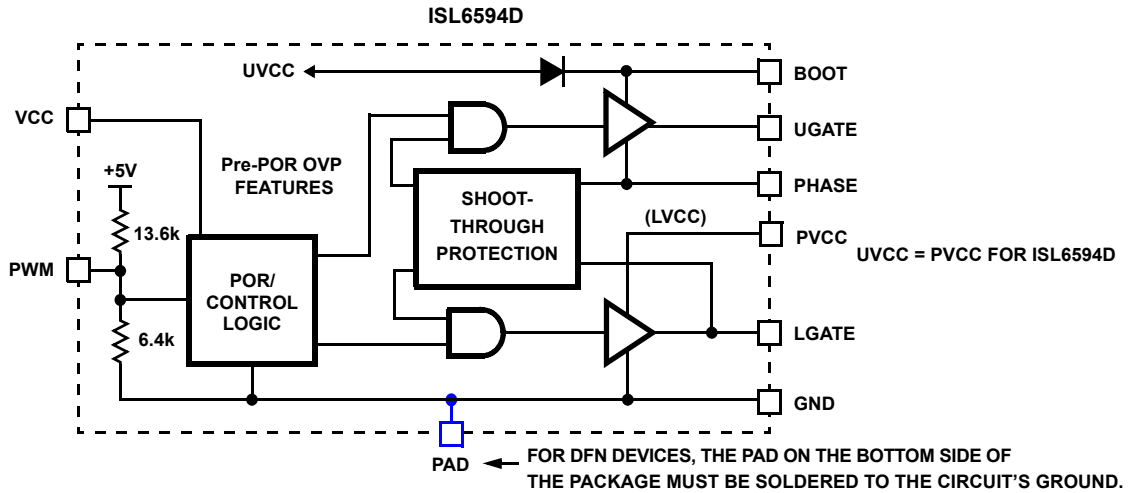 ISL6594D
UVCC
BOOT
VCC
UGATE
+5V
Pre-POR OVP
FEATURES
PHASE
SHOOT-
THROUGH
PROTECTION
(LVCC)
13.6k
PVCC
UVCC = PVCC FOR ISL6594D
PWM
POR/
CONTROL
LOGIC
6.4k
LGATE
GND
PAD
FOR DFN DEVICES, THE PAD ON THE BOTTOM SIDE OF
THE PACKAGE MUST BE SOLDERED TO THE CIRCUIT'S GROUND.